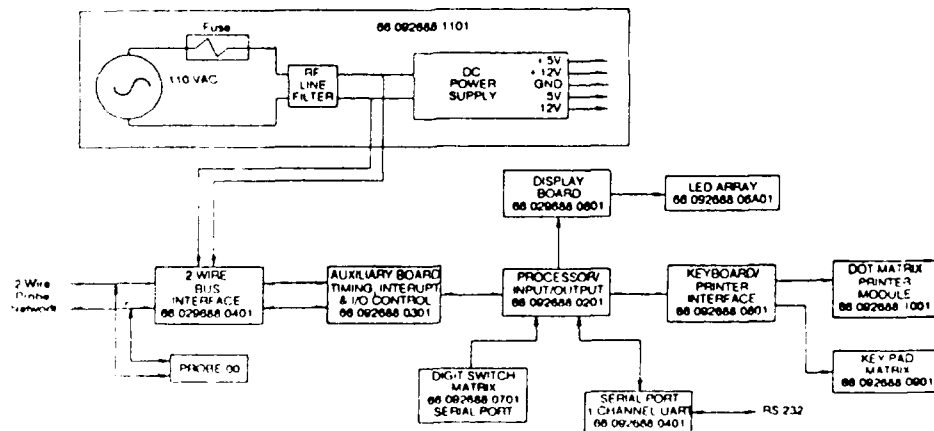 66 092688 1101
Fuse
110 VAC
RF
LINE
FILTER
DC
POWER
SUPPLY
+ 5V
+ 12V
GND
5V
12V
DISPLAY
BOARD
66 029688 0601
LED ARRAY
66 092688 06A01
2 Wire
Probe
Network
2 WIRE
BUS
INTERFACE
66 029688 0401
AUXILIARY BOARD
TIMING, INTERUPT
& I/O CONTROL
66 092688 0301
PROCESSOR/
INPUT/OUTPUT
66 092688 0201
KEYBOARD/
PRINTER
INTERFACE
66 092688 0801
DOT MATRIX
PRINTER
MODULE
66 092688 1001
PROBE 00
DIGIT SWITCH
MATRIX
66 092688 0701
SERIAL PORT
SERIAL PORT
1 CHANNEL UART
66 092688 0401
RS 232
KEY PAD
MATRIX
66 092688 0901